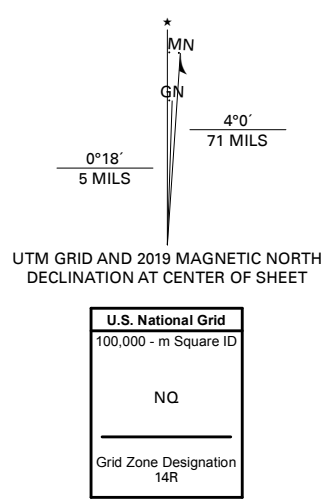 ★
MN
GN
4°0´
71 MILS
0°18´
5 MILS
UTM GRID AND 2019 MAGNETIC NORTH
DECLINATION AT CENTER OF SHEET
U.S. National Grid
100,000 - m Square ID
NQ
Grid Zone Designation
14R